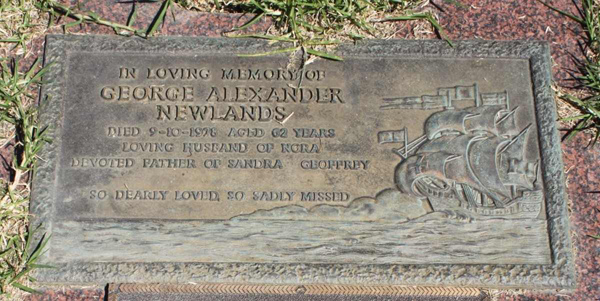 IN LOVING MEMORY OF
GEORGE ALEXANDER
NEWLANDS
DIED 9-10-1978 AGED 62 YEARS
LOVING HUSBAND OF NORA
DEVOTED FATHER OF SANDRA GEOFFREY
SO DEARLY LOVED, SO SADLY MISSED